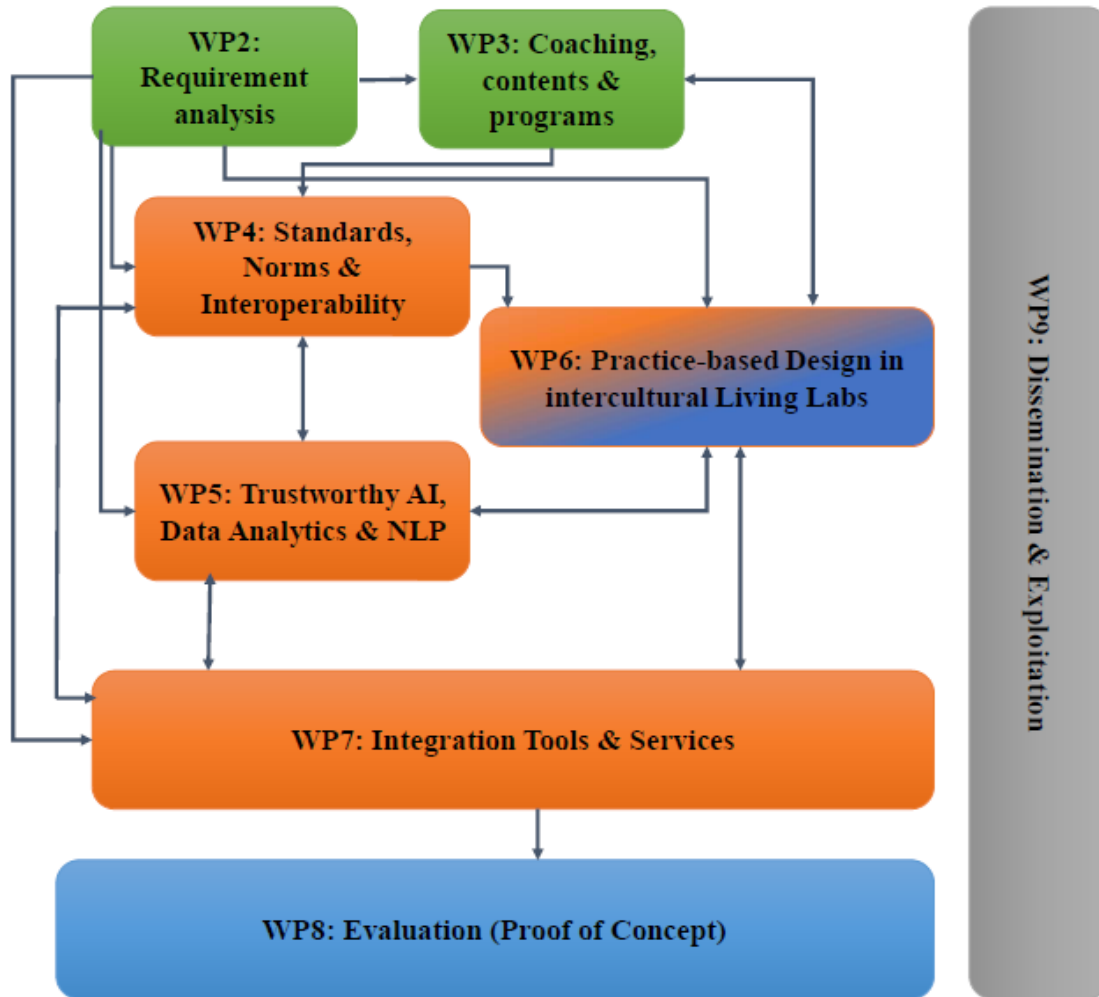 WP2:
Requirement
analysis
WP3: Coaching,
contents &
programs
WP4: Standards,
Norms &
Interoperability
WP6: Practice-based Design in
intercultural Living Labs
WP5: Trustworthy AI,
Data Analytics & NLP
WP7: Integration Tools & Services
WP8: Evaluation (Proof of Concept)
WP9: Dissemination & Exploitation